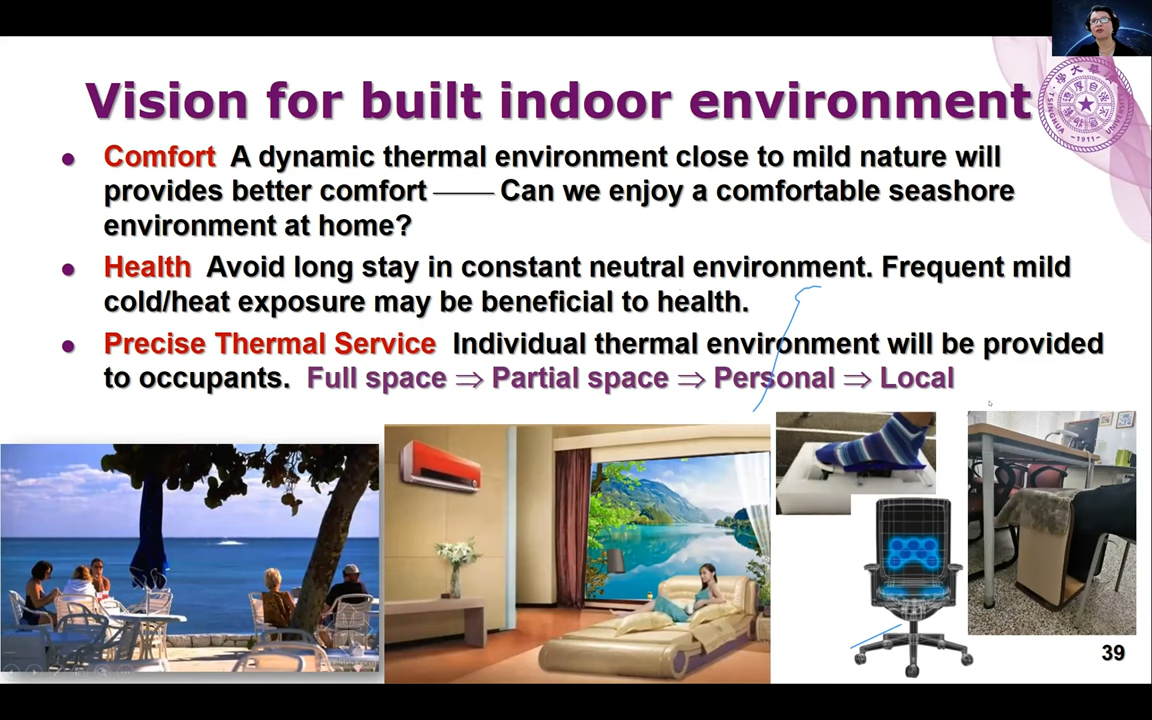 Vision for built indoor environment
Comfort A dynamic thermal environment close to mild nature will
provides better comfort —— Can we enjoy a comfortable seashore
environment at home?
Health Avoid long stay in constant neutral environment. Frequent mild
cold/heat exposure may be beneficial to health.
Precise Thermal Service Individual thermal environment will be provided
to occupants. Full space ⇒ Partial space ⇒ Personal ⇒ Local
39
TSINGHUA UNIVERSITY
-1911-